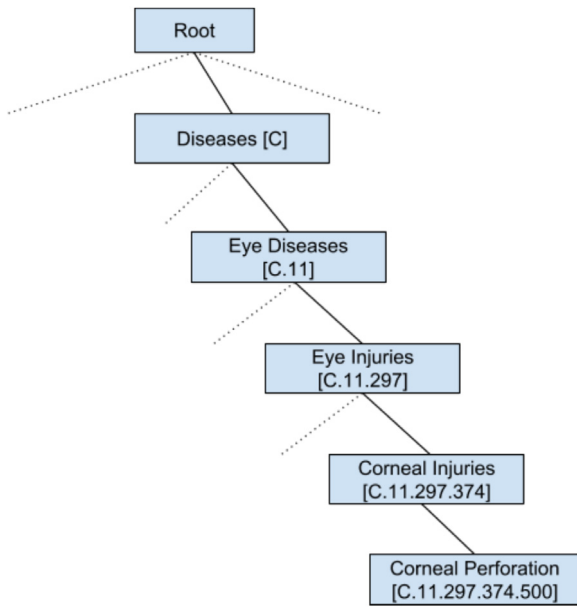 Root
Diseases [C]
Eye Diseases
[C.11]
Eye Injuries
[C.11.297]
Corneal Injuries
[C.11.297.374]
Corneal Perforation
[C.11.297.374.500]